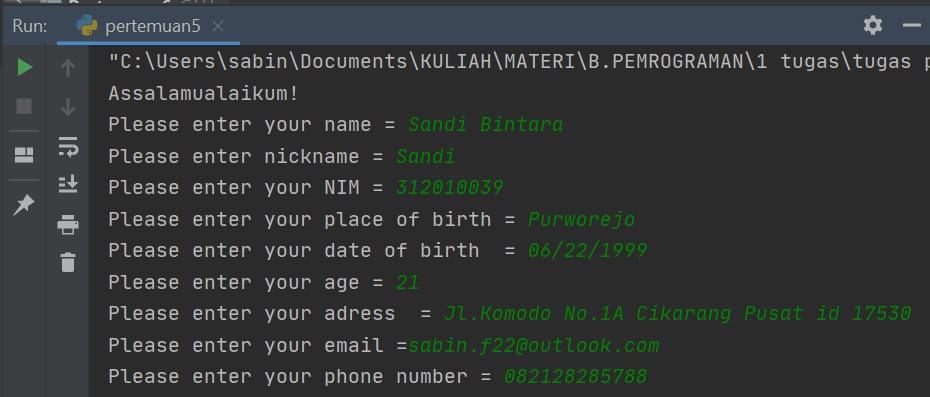 Run: pertemuan5
"C:\Users\sabin\Documents\KULIAH\MATERI\B.PEMROGRAMAN\1 tugas\tugas
Assalamualaikum!
Please enter your name = Sandi Bintara
Please enter nickname = Sandi
Please enter your NIM = 312010039
Please enter your place of birth = Purworejo
Please enter your date of birth  = 06/22/1999
Please enter your age = 21
Please enter your adress  = Jl.Komodo No.1A Cikarang Pusat id 17530
Please enter your email =sabin.f22@outlook.com
Please enter your phone number = 082128285788